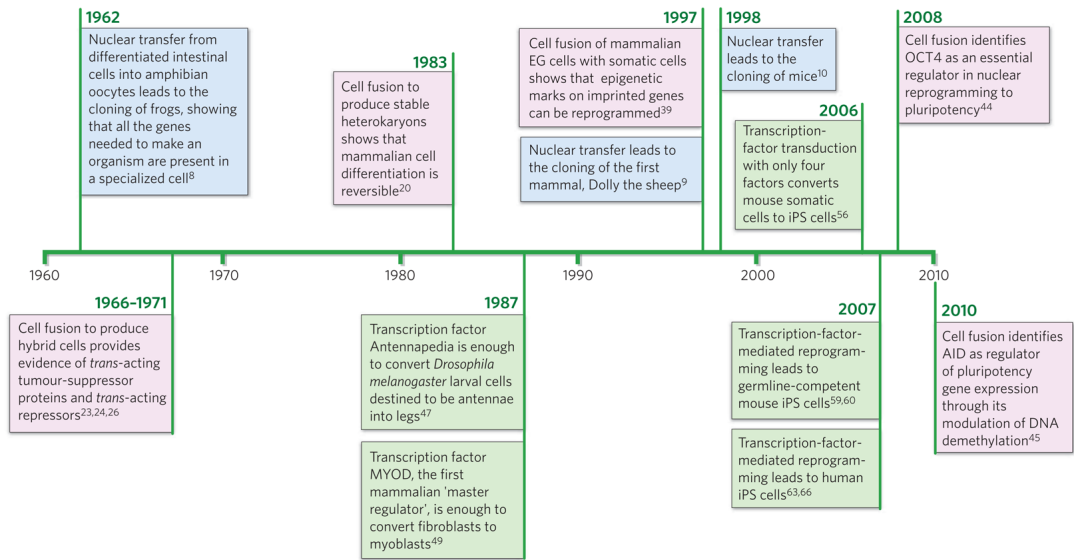 1962
Nuclear transfer from
differentiated intestinal
cells into amphibian
oocytes leads to the
cloning of frogs, showing
that all the genes
needed to make an
organism are present in
a specialized cell8
1983
Cell fusion to
produce stable
heterokaryons
shows that
mammalian cell
differentiation is
reversible20
1997
Cell fusion of mammalian
EG cells with somatic cells
shows that epigenetic
marks on imprinted genes
can be reprogrammed39
Nuclear transfer leads to
the cloning of the first
mammal, Dolly the sheep9
1998
Nuclear transfer
leads to the
cloning of mice10
2006
Transcription-
factor transduction
with only four
factors converts
mouse somatic
cells to iPS cells56
2008
Cell fusion identifies
OCT4 as an essential
regulator in nuclear
reprogramming to
pluripotency44
1960
1970
1980
1990
2000
2010
1966–1971
Cell fusion to produce
hybrid cells provides
evidence of trans-acting
tumour-suppressor
proteins and trans-acting
repressors23,24,26
1987
Transcription factor
Antennapedia is enough
to convert Drosophila
melanogaster larval cells
destined to be antennae
into legs47
Transcription factor
MYOD, the first
mammalian 'master
regulator', is enough to
convert fibroblasts to
myoblasts49
2007
Transcription-factor-
mediated reprogram-
ming leads to
germline-competent
mouse iPS cells59,60
Transcription-factor-
mediated reprogram-
ming leads to human
iPS cells63,66
2010
Cell fusion identifies
AID as regulator
of pluripotency
gene expression
through its
modulation of DNA
demethylation45